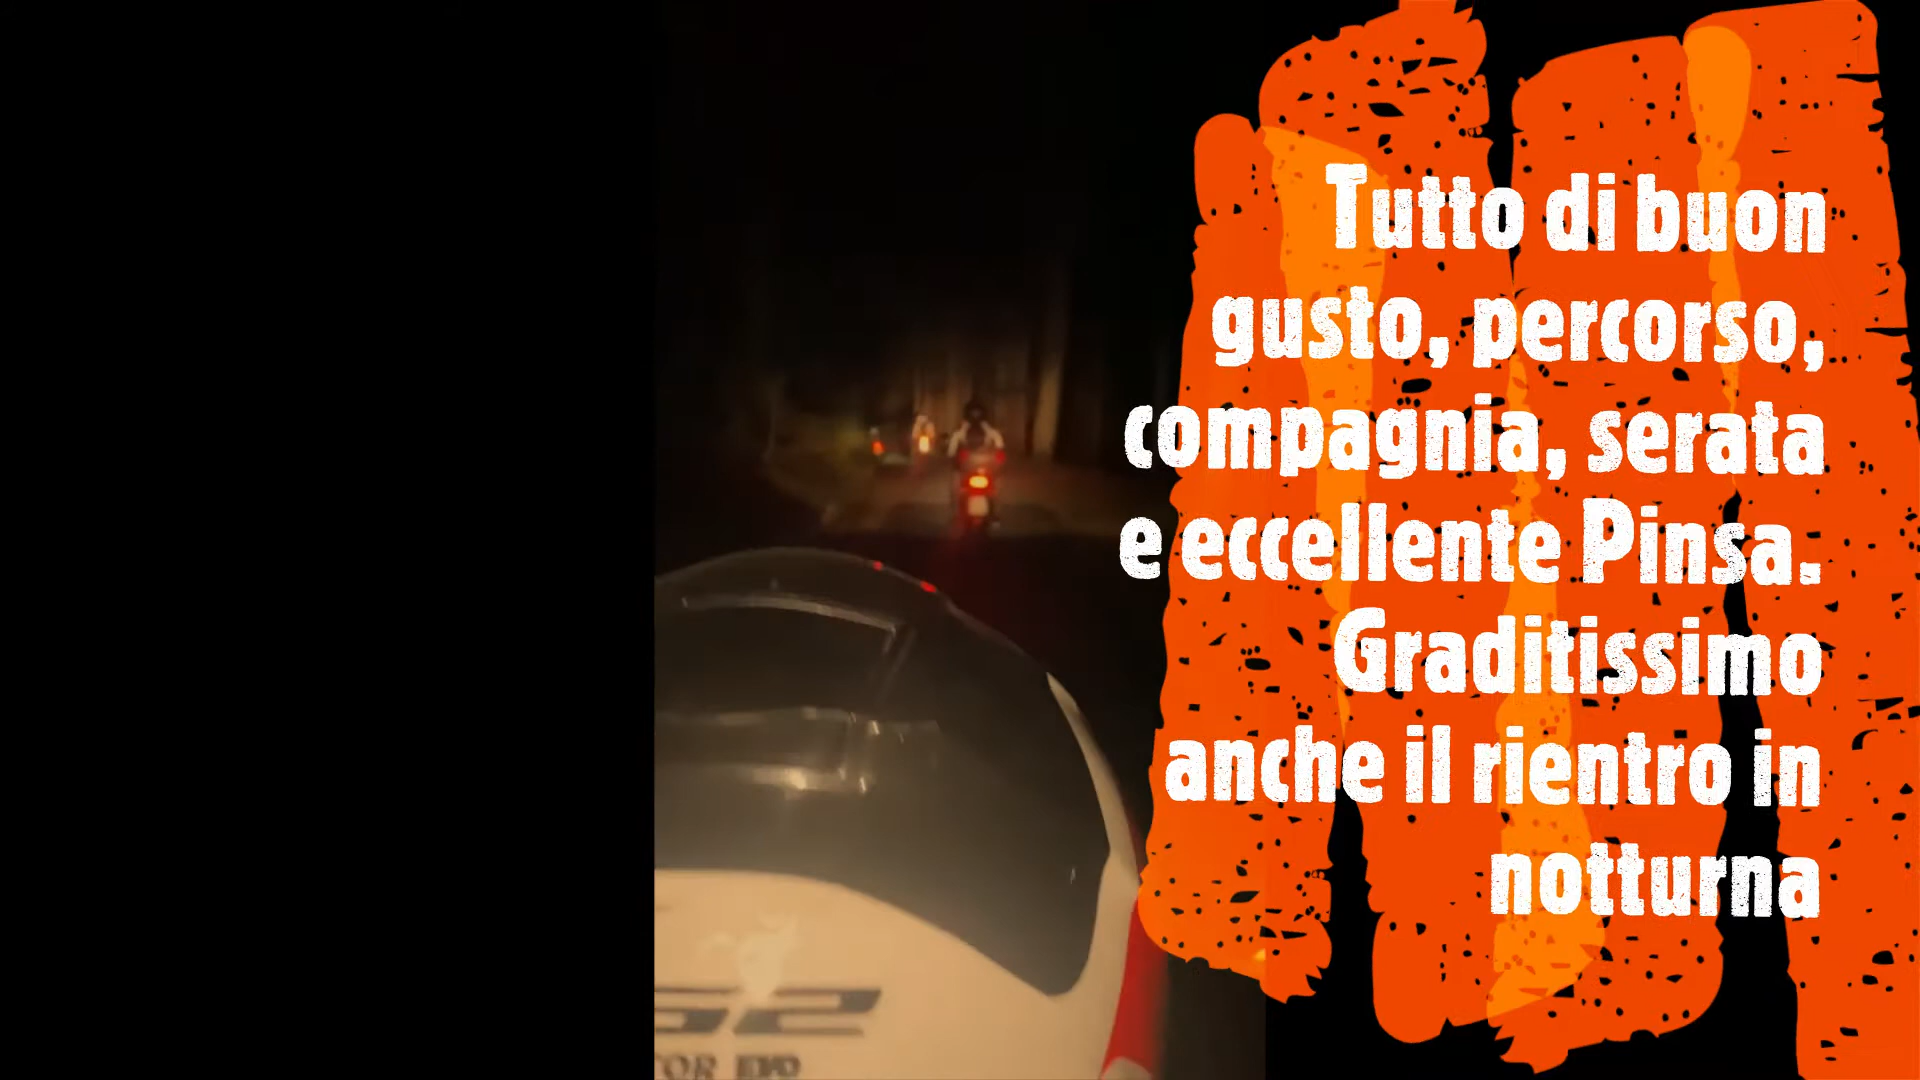 Tutto di buon
gusto, percorso,
compagnia, serata
e eccellente Pinsa.
Graditissimo
anche il rientro in
notturna